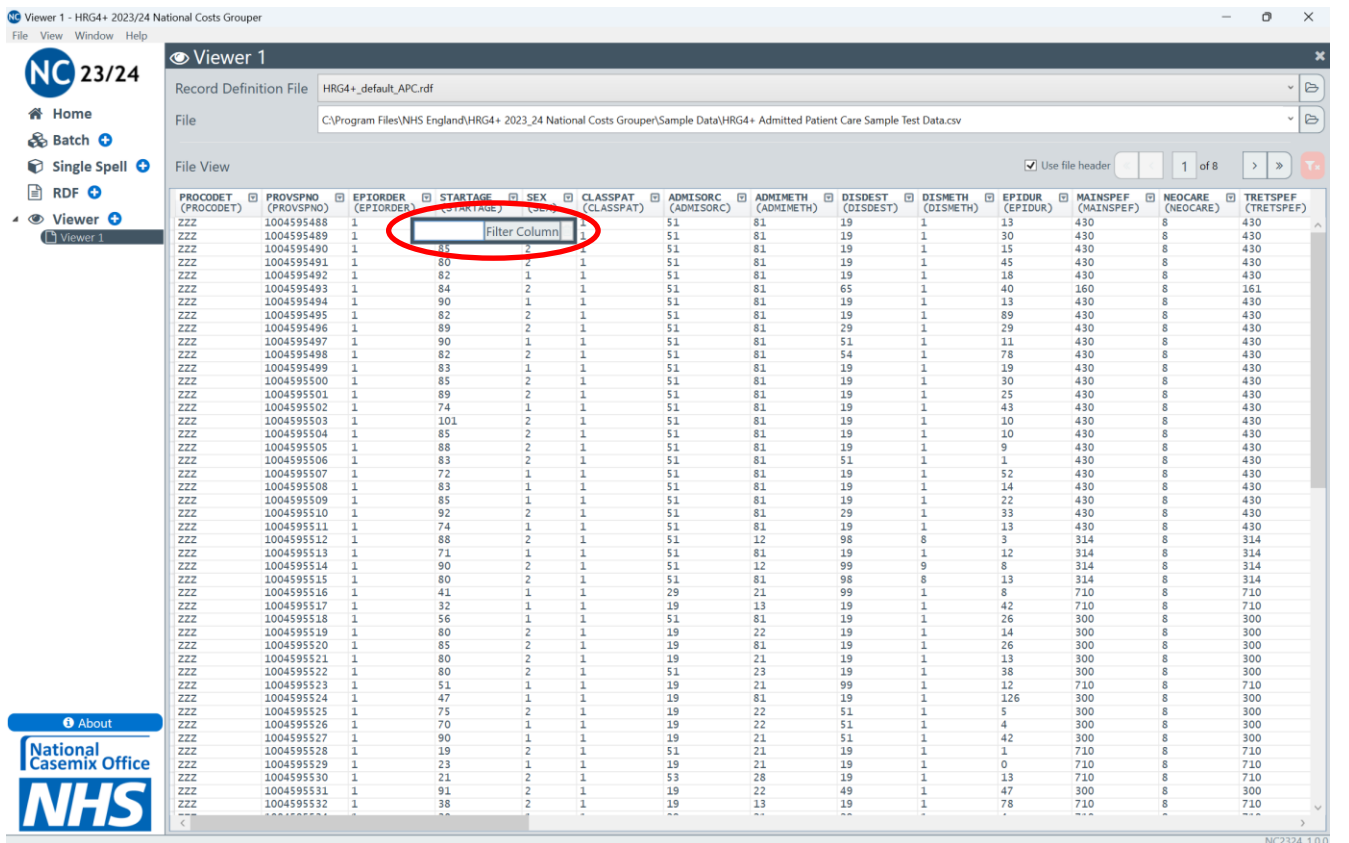 Viewer 1 - HRG4+ 2023/24 National Costs Grouper
File View Window Help
NC 23/24
Home
Batch
Single Spell
RDF
Viewer
Viewer 1
Viewer 1
Record Definition File HRG4+_default_APC.rdf
File C:\Program Files\NHS England\HRG4+ 2023_24 National Costs Grouper\Sample Data\HRG4+ Admitted Patient Care Sample Test Data.csv
File View Use file header 1 of 8 > »
PROCODET PROVSPNO EPIORDER STARTAGE SEX CLASSPAT ADMISORC ADMIMETH DISDEST DISMETH EPIDUR MAINSPEF NEOCARE TRETSPEF
(PROCODET) (PROVSPNO) (EPIORDER) (STARTAGE) (SEX) (CLASSPAT) (ADMISORC) (ADMIMETH) (DISDEST) (DISMETH) (EPIDUR) (MAINSPEF) (NEOCARE) (TRETSPEF)
ZZZ 1004595488 1 1 51 81 19 1 13 430 8 430
Filter Column
ZZZ 1004595489 1 1 51 81 19 1 30 430 8 430
ZZZ 1004595490 1 85 2 1 51 81 19 1 15 430 8 430
ZZZ 1004595491 1 80 2 1 51 81 19 1 45 430 8 430
ZZZ 1004595492 1 82 1 1 51 81 19 1 18 430 8 430
ZZZ 1004595493 1 84 2 1 51 81 65 1 40 160 8 161
ZZZ 1004595494 1 90 1 1 51 81 19 1 13 430 8 430
ZZZ 1004595495 1 82 2 1 51 81 19 1 89 430 8 430
ZZZ 1004595496 1 89 2 1 51 81 29 1 29 430 8 430
ZZZ 1004595497 1 90 1 1 51 81 51 1 11 430 8 430
ZZZ 1004595498 1 82 2 1 51 81 54 1 78 430 8 430
ZZZ 1004595499 1 83 1 1 51 81 19 1 19 430 8 430
ZZZ 1004595500 1 85 2 1 51 81 19 1 30 430 8 430
ZZZ 1004595501 1 89 2 1 51 81 19 1 25 430 8 430
ZZZ 1004595502 1 74 1 1 51 81 19 1 43 430 8 430
ZZZ 1004595503 1 101 2 1 51 81 19 1 10 430 8 430
ZZZ 1004595504 1 85 2 1 51 81 19 1 10 430 8 430
ZZZ 1004595505 1 88 2 1 51 81 19 1 9 430 8 430
ZZZ 1004595506 1 83 2 1 51 81 51 1 1 430 8 430
ZZZ 1004595507 1 72 1 1 51 81 19 1 52 430 8 430
ZZZ 1004595508 1 83 1 1 51 81 19 1 14 430 8 430
ZZZ 1004595509 1 85 1 1 51 81 19 1 22 430 8 430
ZZZ 1004595510 1 92 2 1 51 81 29 1 33 430 8 430
ZZZ 1004595511 1 74 1 1 51 81 19 1 13 430 8 430
ZZZ 1004595512 1 88 2 1 51 12 98 8 3 314 8 314
ZZZ 1004595513 1 71 1 1 51 81 19 1 12 314 8 314
ZZZ 1004595514 1 90 2 1 51 12 99 9 8 314 8 314
ZZZ 1004595515 1 80 2 1 51 81 98 8 13 314 8 314
ZZZ 1004595516 1 41 1 1 29 21 99 1 8 710 8 710
ZZZ 1004595517 1 32 1 1 19 13 19 1 42 710 8 710
ZZZ 1004595518 1 56 1 1 51 81 19 1 26 300 8 300
ZZZ 1004595519 1 80 2 1 19 22 19 1 14 300 8 300
ZZZ 1004595520 1 85 2 1 19 81 19 1 26 300 8 300
ZZZ 1004595521 1 80 2 1 19 21 19 1 13 300 8 300
ZZZ 1004595522 1 80 2 1 51 23 19 1 38 300 8 300
ZZZ 1004595523 1 51 1 1 19 21 99 1 12 710 8 710
ZZZ 1004595524 1 47 1 1 19 81 19 1 126 300 8 300
ZZZ 1004595525 1 75 2 1 19 22 51 1 5 300 8 300
ZZZ 1004595526 1 70 1 1 19 22 51 1 4 300 8 300
ZZZ 1004595527 1 90 1 1 19 21 51 1 42 300 8 300
ZZZ 1004595528 1 19 2 1 51 21 19 1 1 710 8 710
ZZZ 1004595529 1 23 1 1 19 21 19 1 0 710 8 710
ZZZ 1004595530 1 21 2 1 53 28 19 1 13 710 8 710
ZZZ 1004595531 1 91 2 1 19 22 49 1 47 300 8 300
ZZZ 1004595532 1 38 2 1 19 13 19 1 78 710 8 710
About
National
Casemix Office
NHS
NC2324_1.0.0